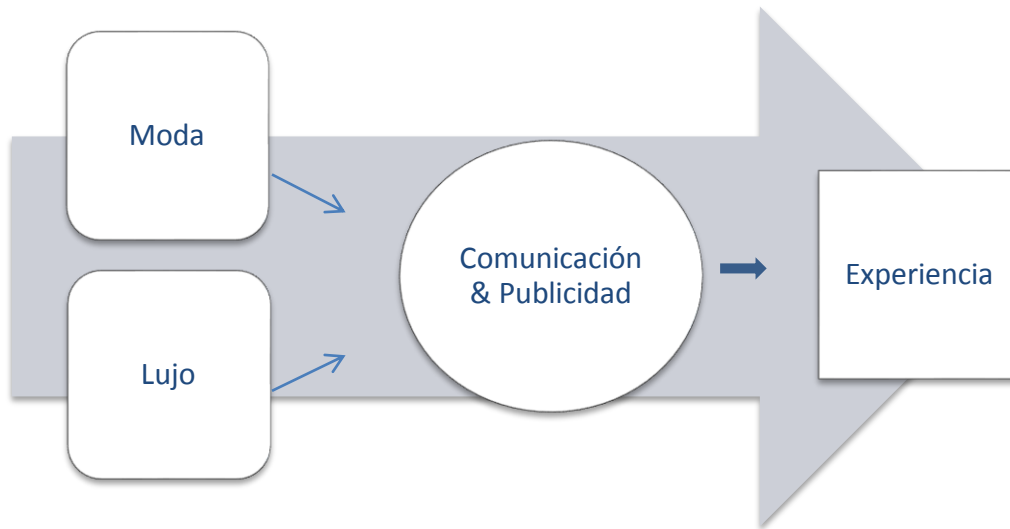 Moda
Lujo
Comunicación
& Publicidad
Experiencia